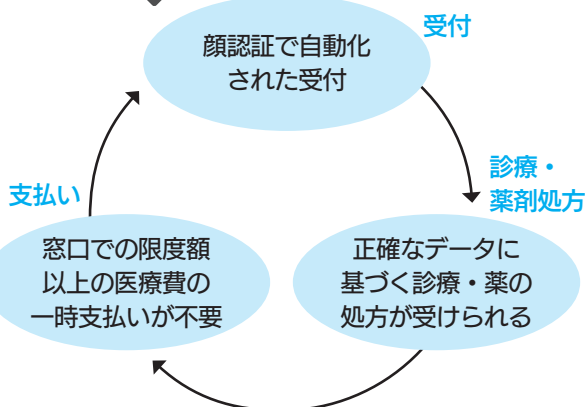 受付
顔認証で自動化
された受付
診療・
薬剤処方
正確なデータに
基づく診療・薬の
処方が受けられる
支払い
窓口での限度額
以上の医療費の
一時支払いが不要